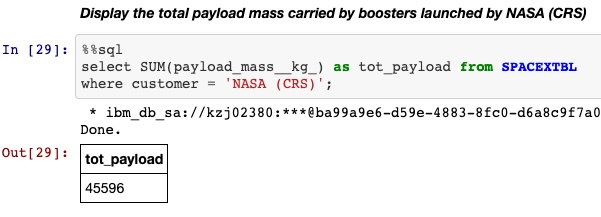 Display the total payload mass carried by boosters launched by NASA (CRS)
In [29]: %%sql
select SUM(payload_mass__kg_) as tot_payload from SPACEXTBL
where customer = 'NASA (CRS)';
* ibm_db_sa://kzj02380:***@ba99a9e6-d59e-4883-8fc0-d6a8c9f7a0
Done.
Out[29]: tot_payload
45596